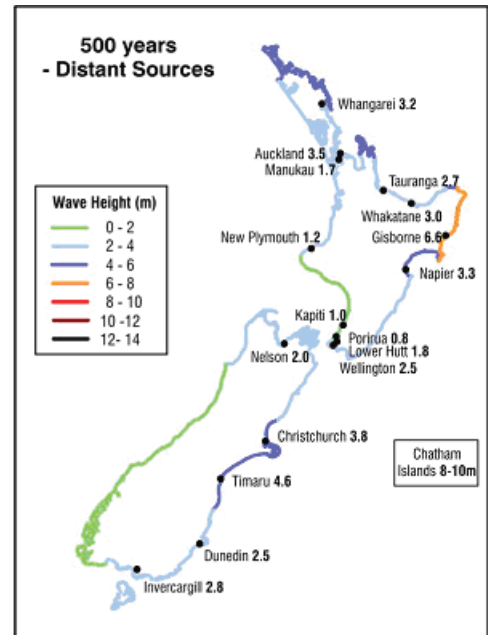 500 years
- Distant Sources
Whangarei 3.2
Auckland 3.5
Manukau 1.7
Tauranga 2.7
Whakatane 3.0
Gisborne 6.6
Napier 3.3
New Plymouth 1.2
Wave Height (m)
0 - 2
2 - 4
4 - 6
6 - 8
8 - 10
10 -12
12- 14
Kapiti 1.0
Porirua 0.8
Lower Hutt 1.8
Wellington 2.5
Nelson 2.0
Christchurch 3.8
Chatham
Islands 8-10m
Timaru 4.6
Dunedin 2.5
Invercargill 2.8